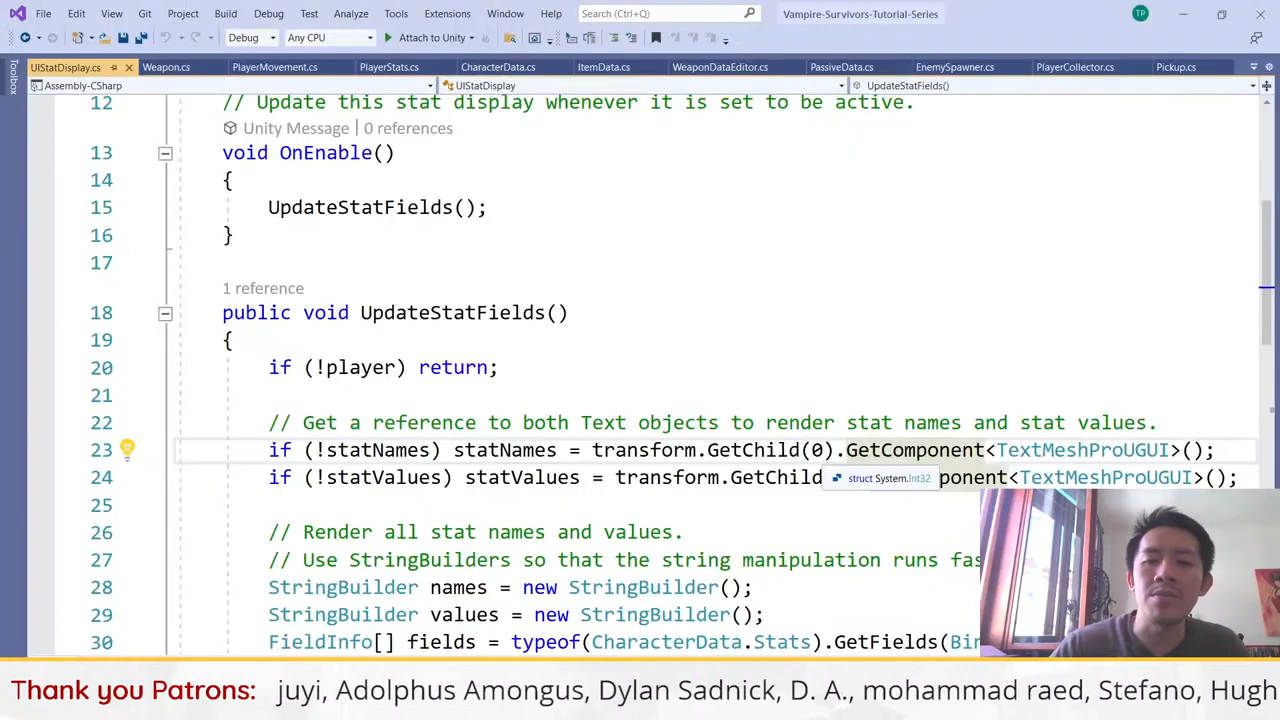 File Edit View Git Project Build Debug Test Analyze Tools Extensions Window Help Search (Ctrl+Q) Vampire-Survivors-Tutorial-Series TP
Debug Any CPU Attach to Unity
UIStatDisplay.cs Weapon.cs PlayerMovement.cs PlayerStats.cs CharacterData.cs ItemData.cs WeaponDataEditor.cs PassiveData.cs EnemySpawner.cs PlayerCollector.cs Pickup.cs
Toolbox
Assembly-CSharp UIStatDisplay UpdateStatFields()
12 // Update this stat display whenever it is set to be active.
Unity Message | 0 references
13 void OnEnable()
14 {
15 UpdateStatFields();
16 }
17
1 reference
18 public void UpdateStatFields()
19 {
20 if (!player) return;
21
22 // Get a reference to both Text objects to render stat names and stat values.
23 if (!statNames) statNames = transform.GetChild(0).GetComponent<TextMeshProUGUI>();
24 if (!statValues) statValues = transform.GetChild ponent<TextMeshProUGUI>();
struct System.Int32
25
26 // Render all stat names and values.
27 // Use StringBuilders so that the string manipulation runs fas
28 StringBuilder names = new StringBuilder();
29 StringBuilder values = new StringBuilder();
30 FieldInfo[] fields = typeof(CharacterData.Stats).GetFields(Bin
Thank you Patrons: juyi, Adolphus Amongus, Dylan Sadnick, D. A., mohammad raed, Stefano, Hugh